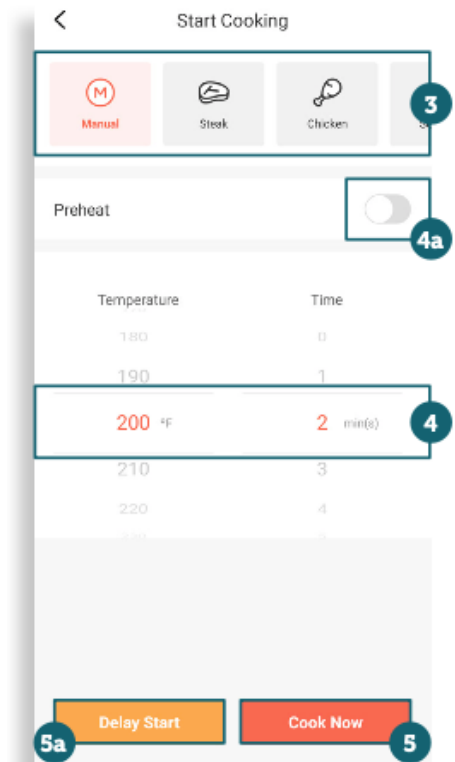 Start Cooking
M
Manual Steak Chicken
3
Preheat
4a
Temperature Time
180 0
190 1
200 °F 2 min(s)
4
210 3
220 4
Delay Start Cook Now
5a 5